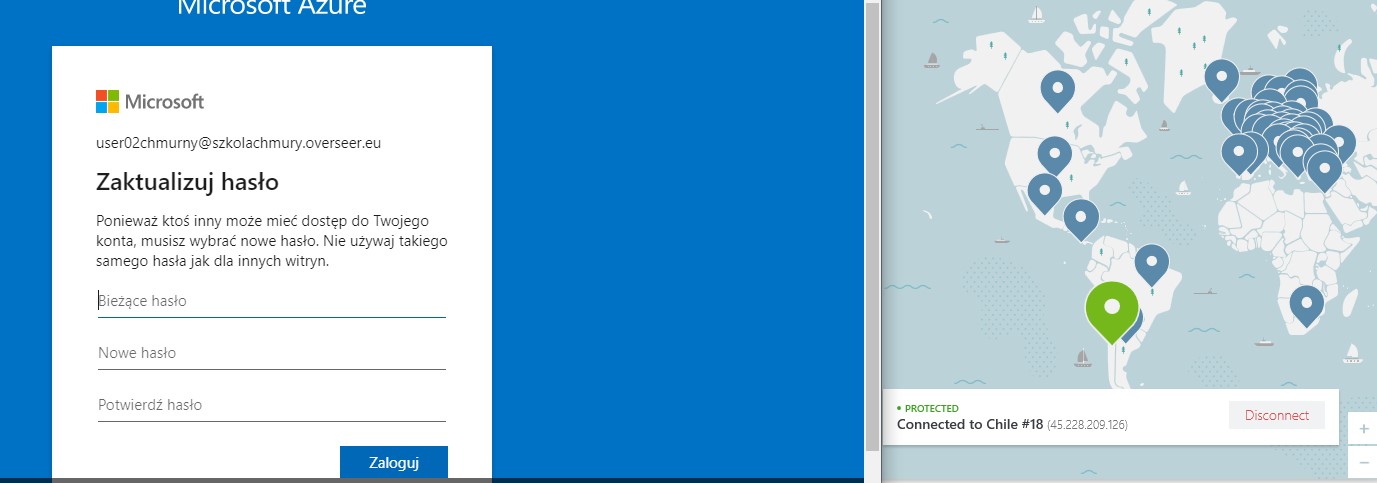 Microsoft Azure
Microsoft
user02chmurny@szkolachmury.overseer.eu
Zaktualizuj hasło
Ponieważ ktoś inny może mieć dostęp do Twojego
konta, musisz wybrać nowe hasło. Nie używaj takiego
samego hasła jak dla innych witryn.
Bieżące hasło
Nowe hasło
Potwierdź hasło
Zaloguj
PROTECTED
Connected to Chile #18 (45.228.209.126)
Disconnect
+
−